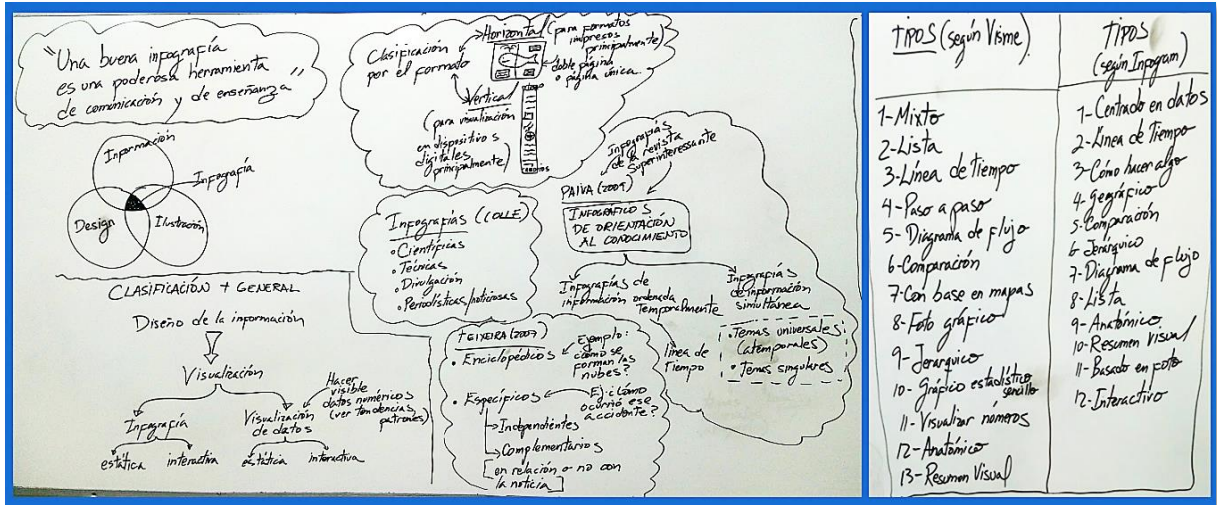 "Una buena infografía
es una poderosa herramienta
de comunicación y de enseñanza"
Información
Infografía
Design
Ilustración
Clasificación
por el formato
Horizontal (para formatos
impresos
principalmente)
doble página
o página única.
Vertical
(para visualización
en dispositivos
digitales
principalmente)
Infografías
de la revista
Superinteressante
PAIVA (2009)
INFOGRÁFICOS
DE ORIENTACIÓN
AL CONOCIMIENTO
Infografías de
información ordenada
Temporalmente
línea de
Tiempo
Infografías
de información
simultánea
• Temas universales
(atemporales)
• Temas singulares
Infografías (COLLE)
• Científicas
• Técnicas
• Divulgación
• Periodísticas/noticiosas
CLASIFICACIÓN + GENERAL
Diseño de la información
Visualización
Infografía
estática
interactiva
Visualización
de datos
Hacer
visible
datos numéricos
(ver tendencias
patrones)
estática
interactiva
TEIXEIRA (2007)
• Enciclopédicos
Ejemplo:
¿cómo se
forman las
nubes?
• Específicos
Ej: ¿Cómo
ocurrió ese
accidente?
Independientes
Complementarios
en relación o no con
la noticia
TIPOS (según Visme)
1-Mixto
2-Lista
3-Línea de tiempo
4-Paso a paso
5-Diagrama de flujo
6-Comparación
7-Con base en mapas
8-Foto gráfico
9-Jerárquico
10-Gráfico estadístico
sencillo
11-Visualizar números
12-Anatómico
13-Resumen Visual
TIPOS
(según Infogram)
1-Centrado en datos
2-Línea de Tiempo
3-Cómo hacer algo
4-Geográfico
5-Comparación
6-Jerárquico
7-Diagrama de flujo
8-Lista
9-Anatómico
10-Resumen Visual
11-Basado en foto
12-Interactivo